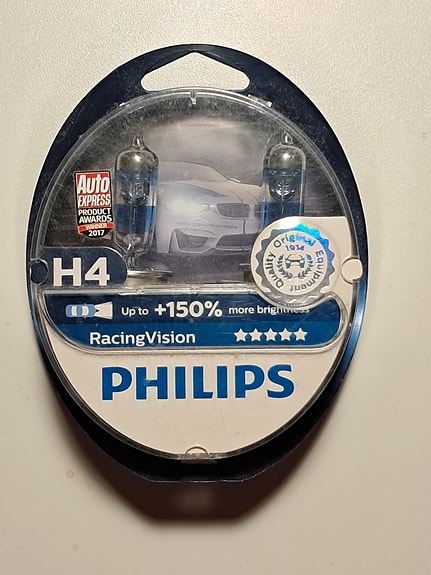 Auto
EXPRESS
PRODUCT
AWARDS
WINNER
2017
Quality Original Equipment
1914
H4
Up to +150% more brightness
RacingVision
PHILIPS